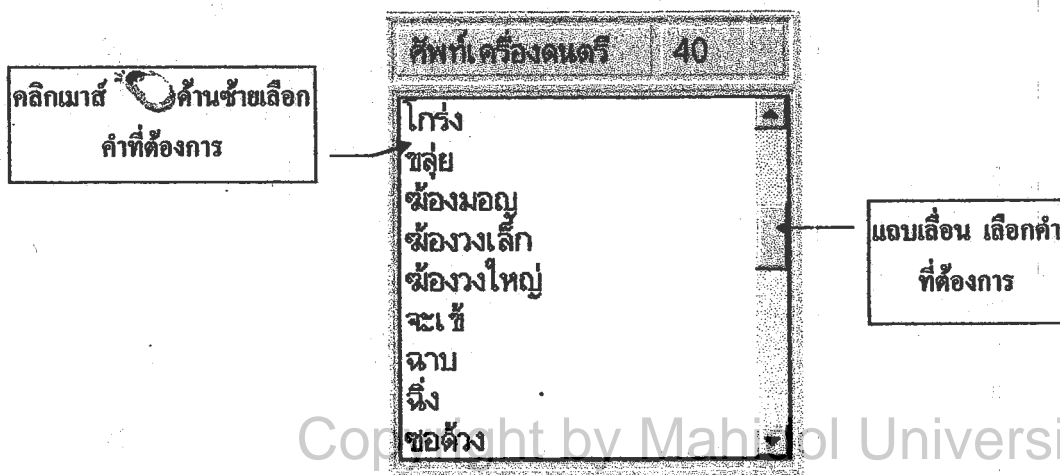 ศัพท์เครื่องดนตรี 40
คลิกเมาส์ ด้านซ้ายเลือก
คำที่ต้องการ
โกร่ง
ขลุ่ย
ฆ้องมอญ
ฆ้องวงเล็ก
ฆ้องวงใหญ่
จะเข้
ฉาบ
ฉิ่ง
ซอด้วง
แถบเลื่อน เลือกคำ
ที่ต้องการ
Copyright by Mahidol Universi